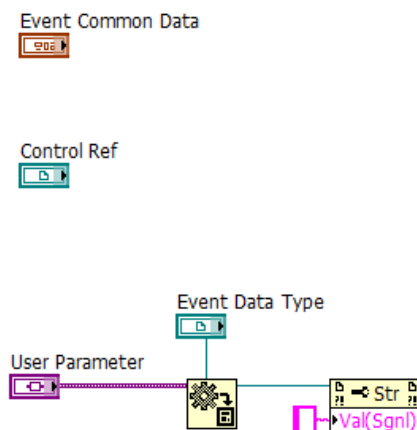 Event Common Data
Control Ref
Event Data Type
User Parameter
Str
Val(Sgnl)